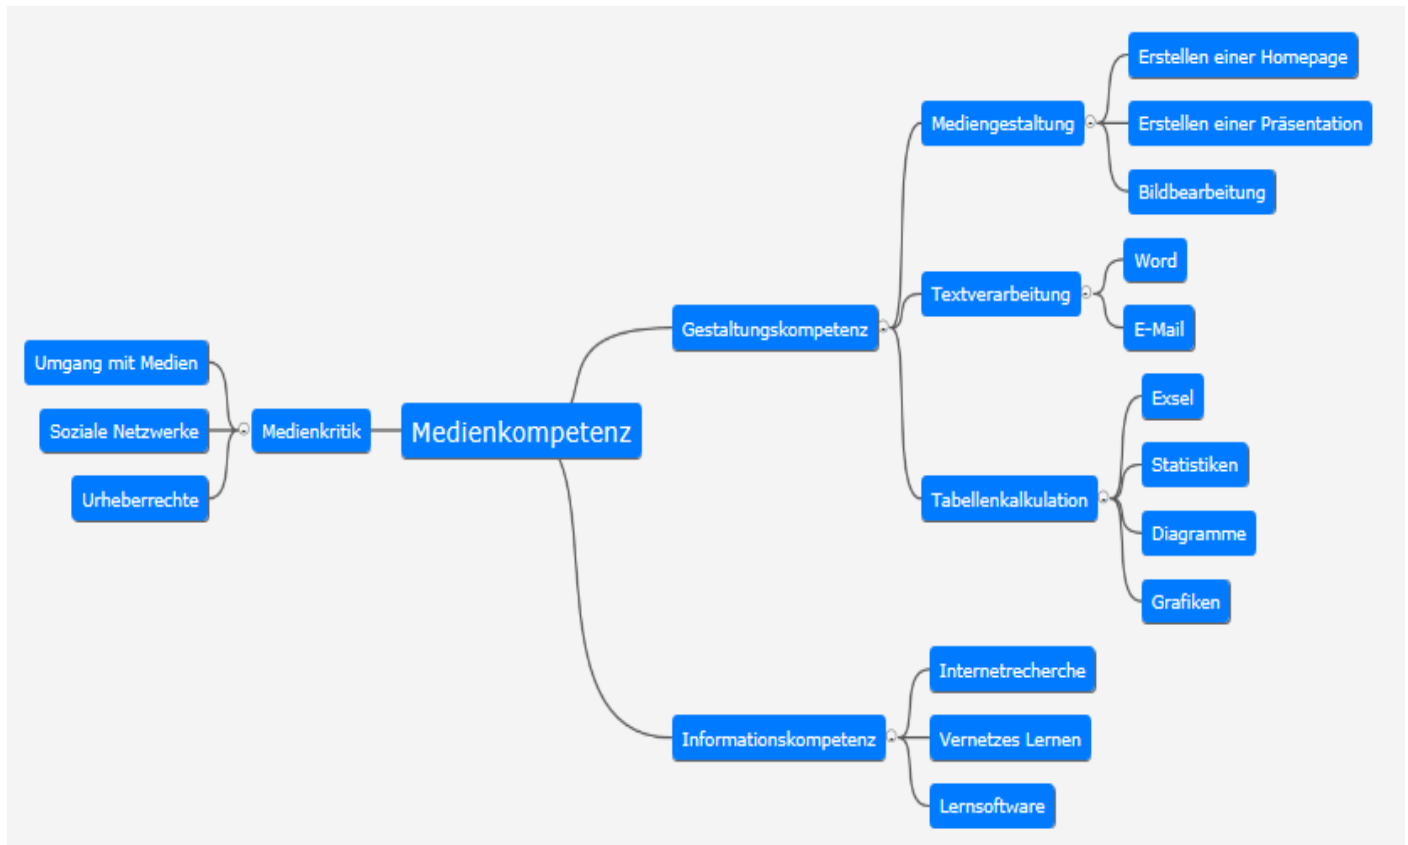 Medienkompetenz
Medienkritik
Umgang mit Medien
Soziale Netzwerke
Urheberrechte
Gestaltungskompetenz
Mediengestaltung
Erstellen einer Homepage
Erstellen einer Präsentation
Bildbearbeitung
Textverarbeitung
Word
E-Mail
Tabellenkalkulation
Exsel
Statistiken
Diagramme
Grafiken
Informationskompetenz
Internetrecherche
Vernetzes Lernen
Lernsoftware